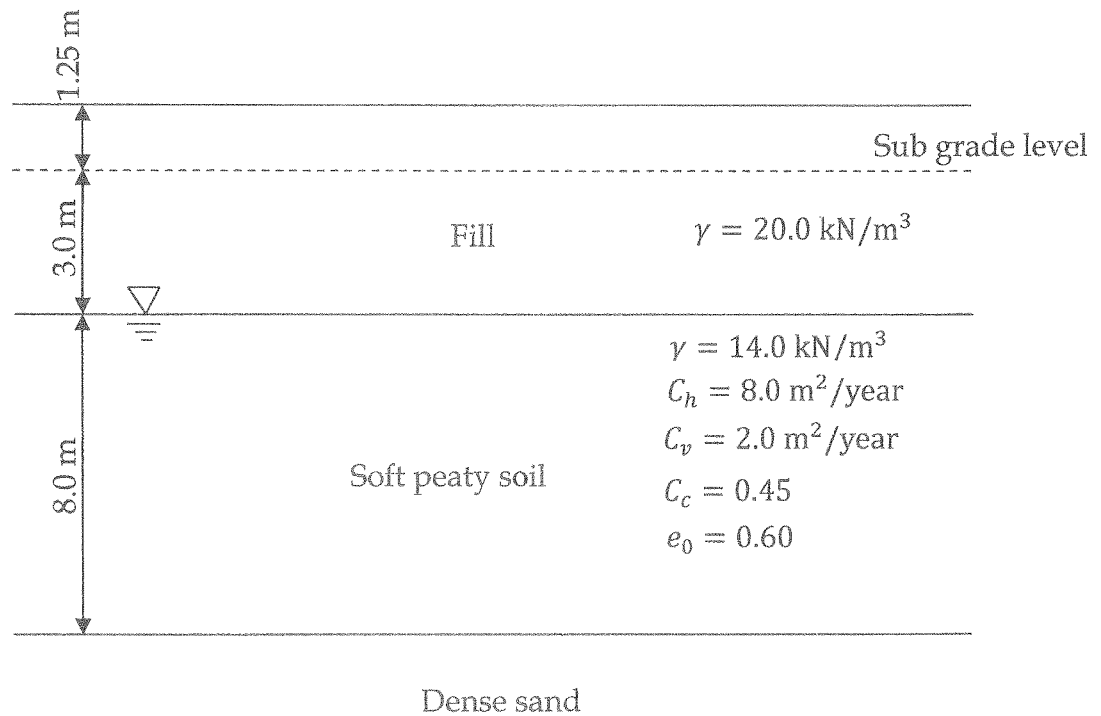 1.25 m
Sub grade level
3.0 m
Fill
γ = 20.0 kN/m³
8.0 m
Soft peaty soil
γ = 14.0 kN/m³
C_h = 8.0 m²/year
C_v = 2.0 m²/year
C_c = 0.45
e_0 = 0.60
Dense sand